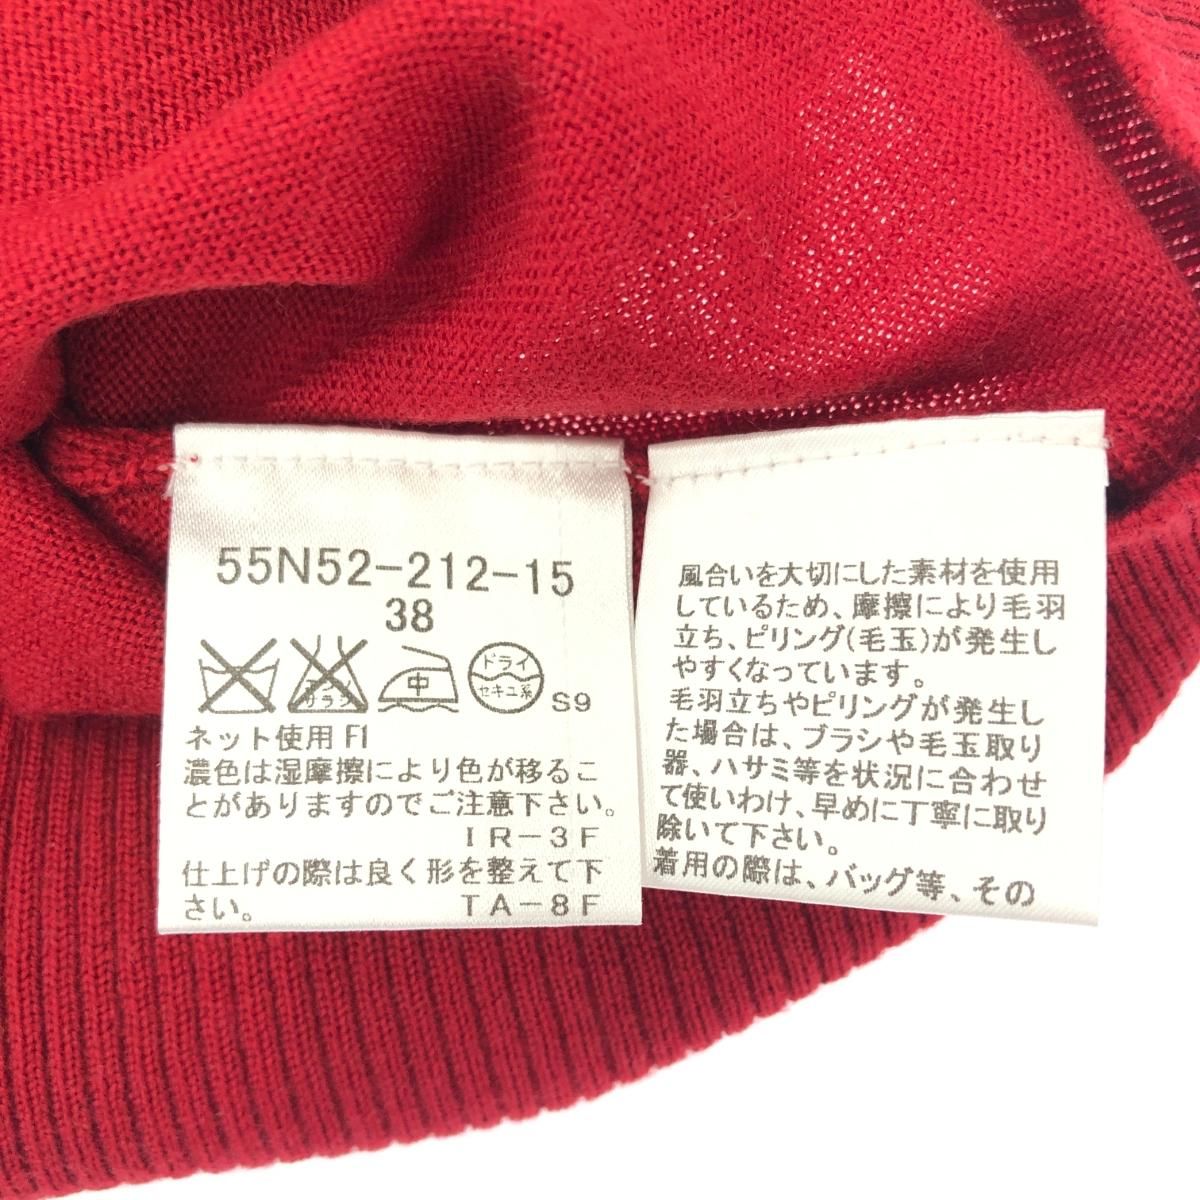 55N52-212-15
38
エンソ
サラシ
中
ドライ
セキユ系
S9
ネット使用 FI
濃色は湿摩擦により色が移るこ
とがありますのでご注意下さい。
IR-3F
仕上げの際は良く形を整えて下
さい。 TA-8F
風合いを大切にした素材を使用
しているため、摩擦により毛羽
立ち、ピリング(毛玉)が発生し
やすくなっています。
毛羽立ちやピリングが発生し
た場合は、ブラシや毛玉取り
器、ハサミ等を状況に合わせ
て使いわけ、早めに丁寧に取り
除いて下さい。
着用の際は、バッグ等、その